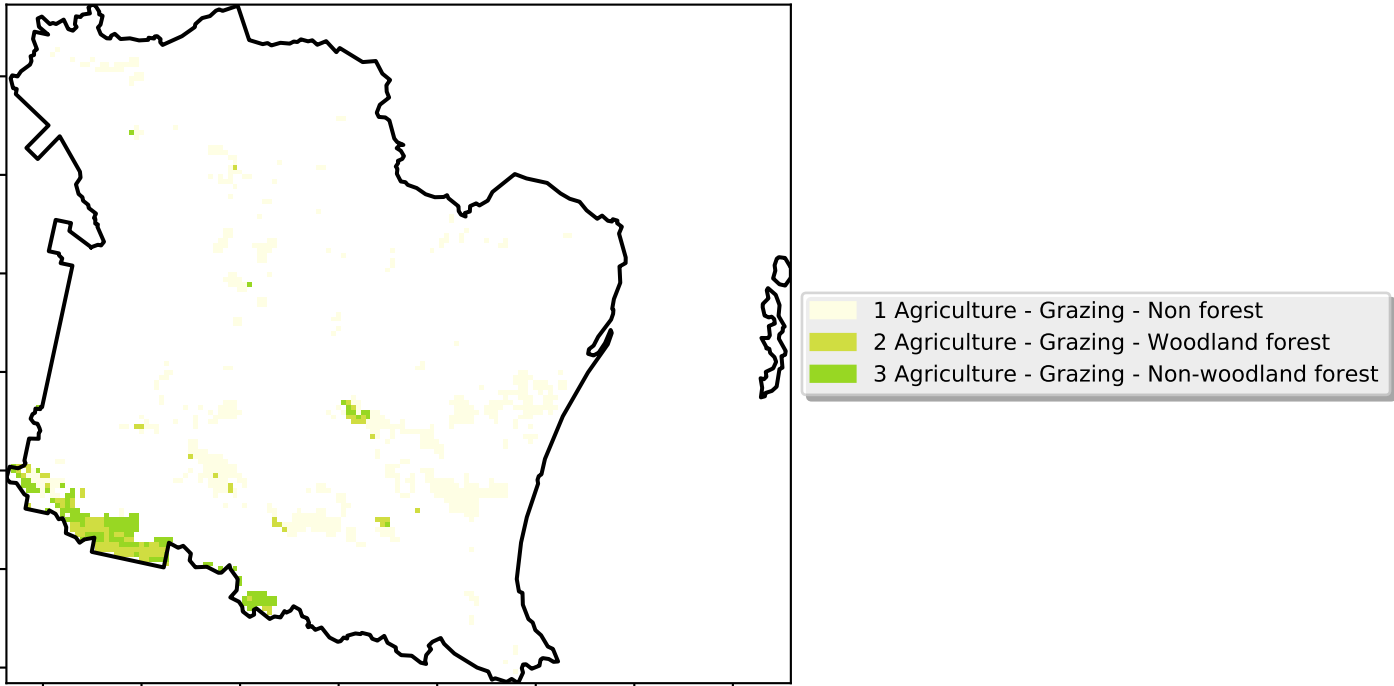 1 Agriculture - Grazing - Non forest
2 Agriculture - Grazing - Woodland forest
3 Agriculture - Grazing - Non-woodland forest